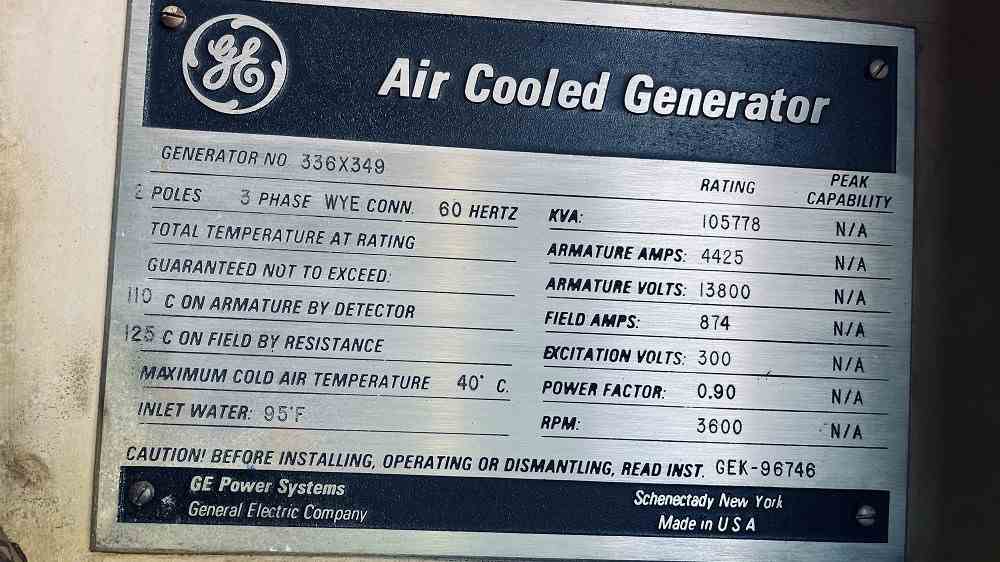 GE
Air Cooled Generator
GENERATOR NO 336X349
RATING PEAK CAPABILITY
2 POLES 3 PHASE WYE CONN. 60 HERTZ
KVA: 105778 N/A
TOTAL TEMPERATURE AT RATING
ARMATURE AMPS: 4425 N/A
GUARANTEED NOT TO EXCEED:
ARMATURE VOLTS: 13800 N/A
110 C ON ARMATURE BY DETECTOR
FIELD AMPS: 874 N/A
125 C ON FIELD BY RESISTANCE
EXCITATION VOLTS: 300 N/A
MAXIMUM COLD AIR TEMPERATURE 40° C.
POWER FACTOR: 0.90 N/A
INLET WATER: 95°F
RPM: 3600 N/A
CAUTION! BEFORE INSTALLING, OPERATING OR DISMANTLING, READ INST. GEK-96746
GE Power Systems
General Electric Company
Schenectady New York
Made in U S A